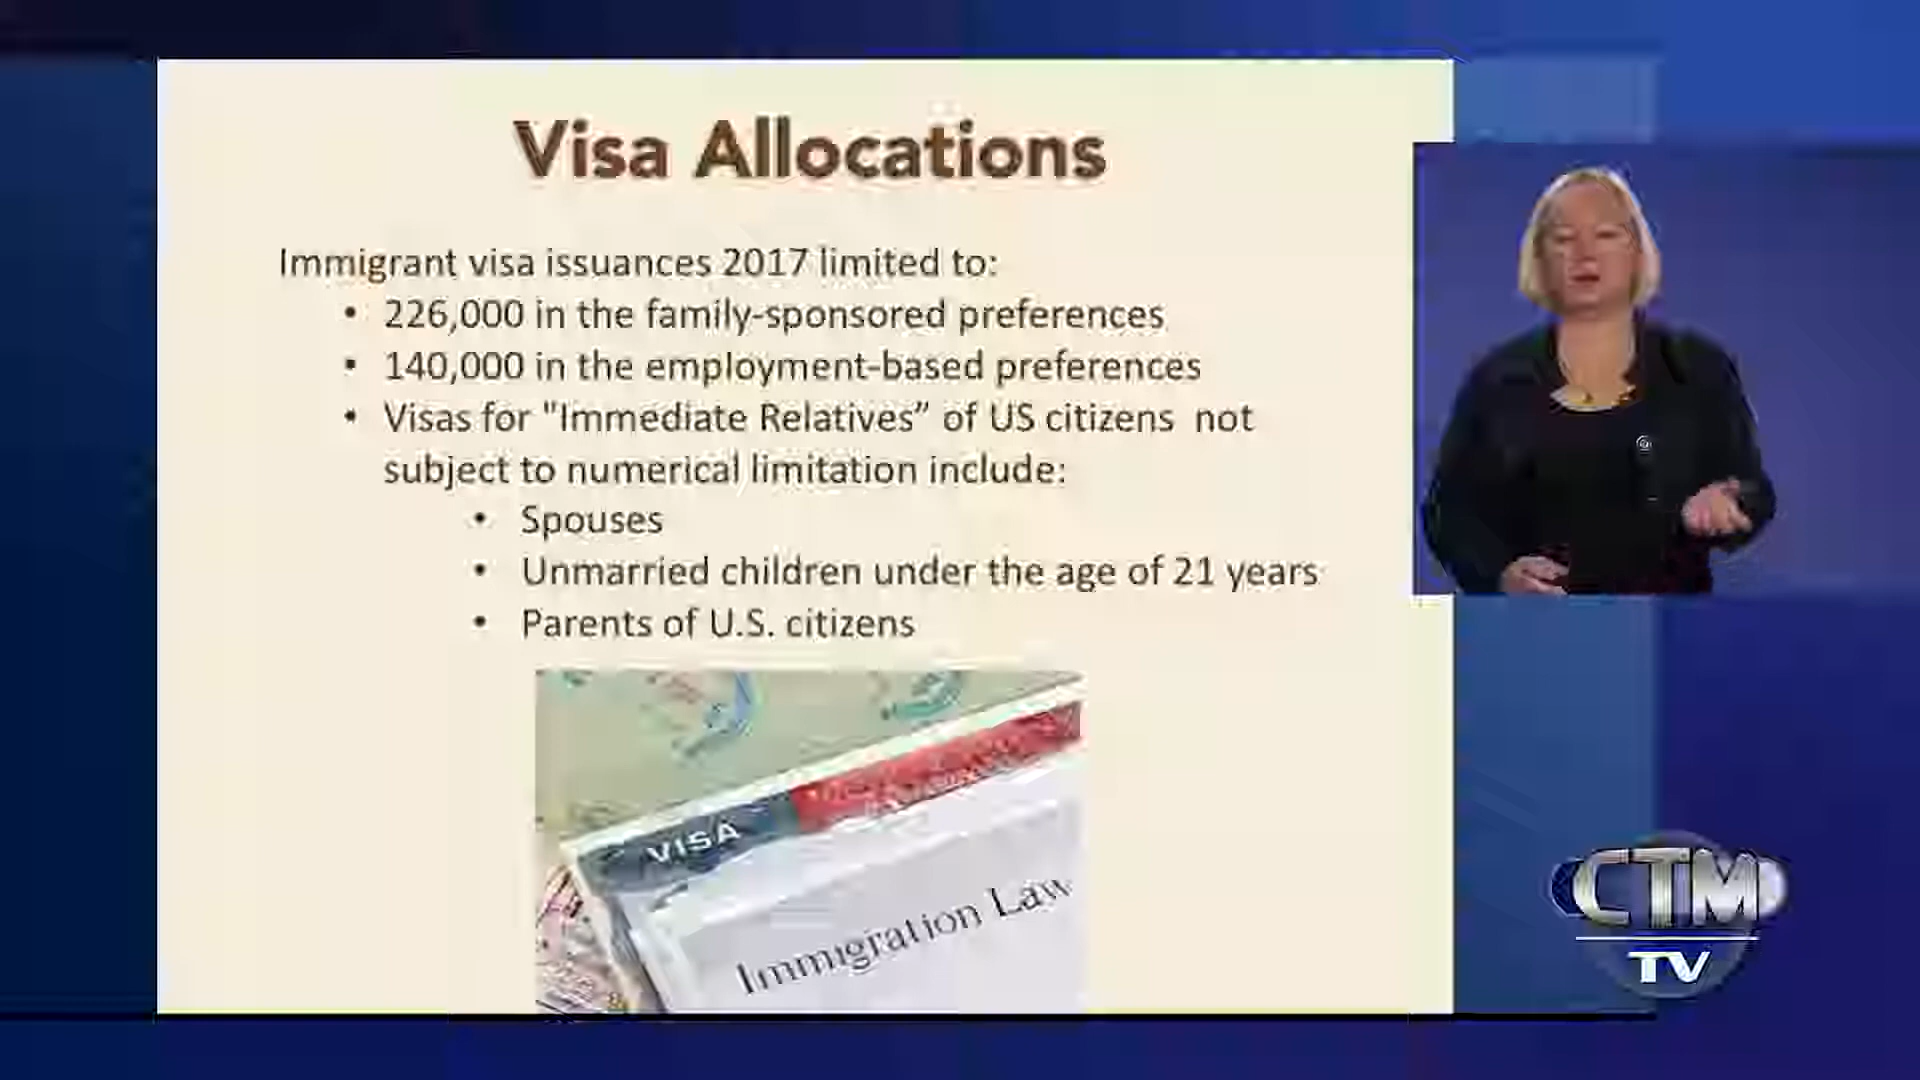 Visa Allocations
Immigrant visa issuances 2017 limited to:
• 226,000 in the family-sponsored preferences
• 140,000 in the employment-based preferences
• Visas for "Immediate Relatives” of US citizens  not
subject to numerical limitation include:
• Spouses
• Unmarried children under the age of 21 years
• Parents of U.S. citizens
VISA
Immigration Law
CTM
TV